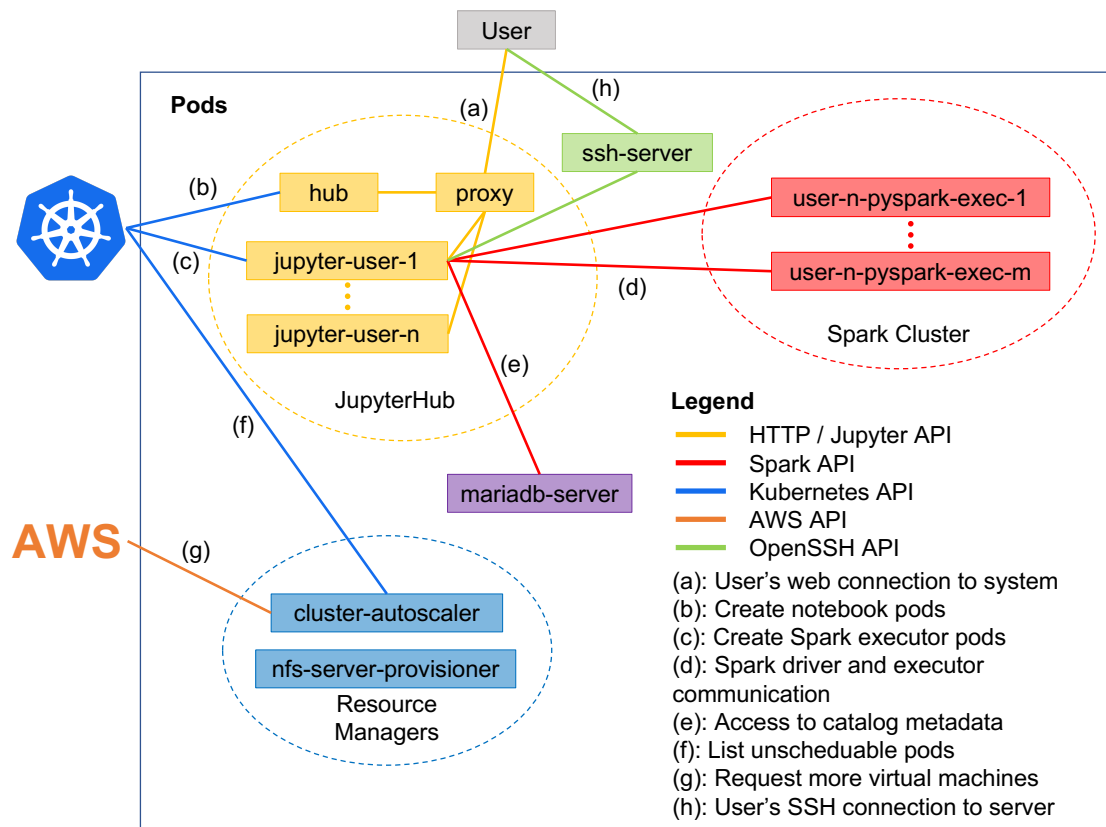 User
(h)
Pods
(a)
ssh-server
(b)
hub
proxy
user-n-pyspark-exec-1
(c)
jupyter-user-1
user-n-pyspark-exec-m
(d)
jupyter-user-n
Spark Cluster
(e)
JupyterHub
(f)
mariadb-server
AWS
(g)
cluster-autoscaler
nfs-server-provisioner
Resource
Managers
Legend
HTTP / Jupyter API
Spark API
Kubernetes API
AWS API
OpenSSH API
(a): User's web connection to system
(b): Create notebook pods
(c): Create Spark executor pods
(d): Spark driver and executor
communication
(e): Access to catalog metadata
(f): List unscheduable pods
(g): Request more virtual machines
(h): User's SSH connection to server